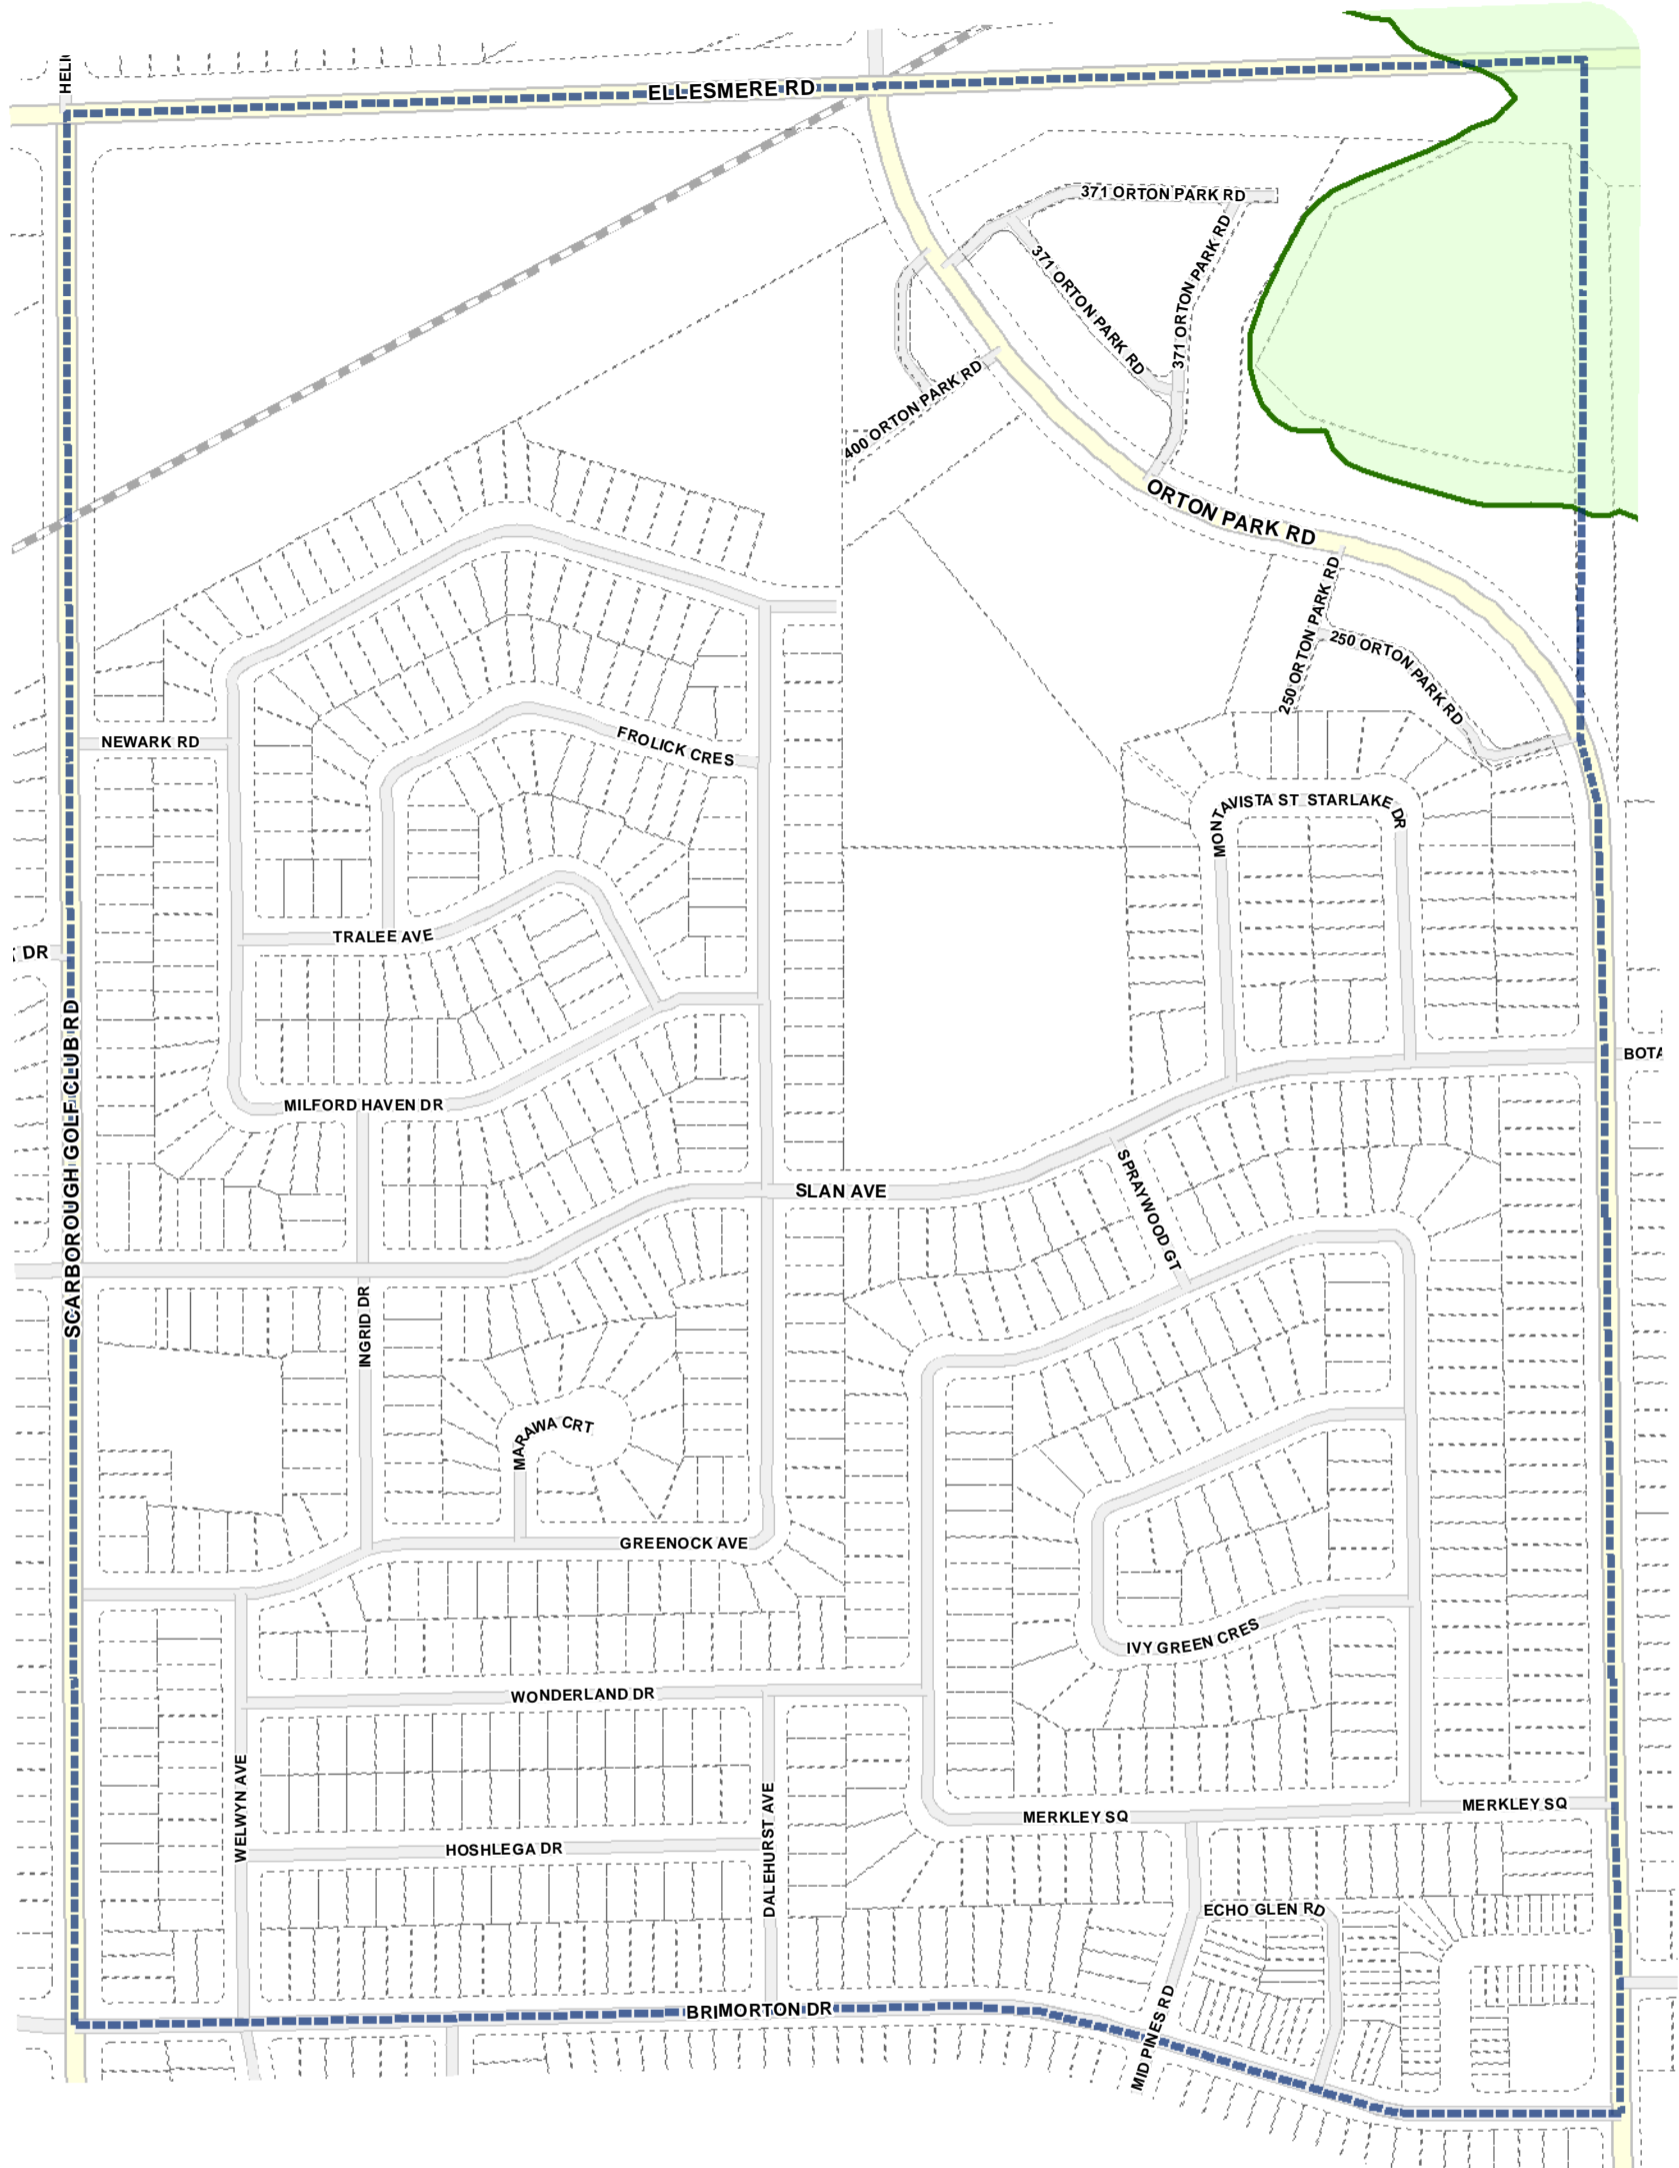 HELI
ELLESMERE RD
371 ORTON PARK RD
371 ORTON PARK RD
371 ORTON PARK RD
400 ORTON PARK RD
ORTON PARK RD
250 ORTON PARK RD
250 ORTON PARK RD
NEWARK RD
FROLICK CRES
MONTAVISTA ST
STARLAKE DR
TRALEE AVE
DR
SCARBOROUGH GOLF CLUB RD
BOTA
MILFORD HAVEN DR
SLAN AVE
SPRAYWOOD GT
INGRID DR
MARAWA CRT
GREENOCK AVE
IVY GREEN CRES
WONDERLAND DR
WELWYN AVE
DALEHURST AVE
MERKLEY SQ
MERKLEY SQ
HOSHLEGA DR
ECHO GLEN RD
BRIMORTON DR
MID PINES RD